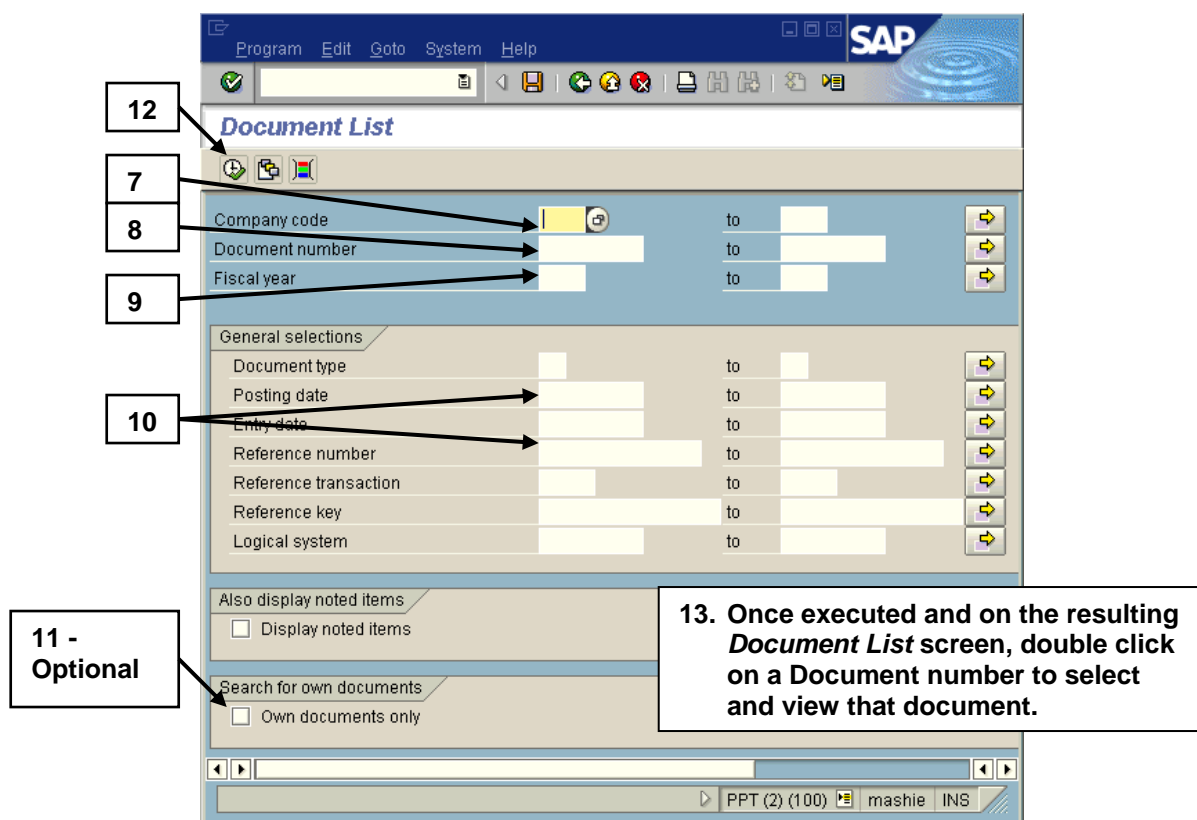 Program Edit Goto System Help
SAP
12
Document List
7
Company code to
8
Document number to
Fiscal year to
9
General selections
Document type to
Posting date to
10
Entry date to
Reference number to
Reference transaction to
Reference key to
Logical system to
Also display noted items
Display noted items
11 -
Optional
Search for own documents
Own documents only
13. Once executed and on the resulting
Document List screen, double click
on a Document number to select
and view that document.
PPT (2) (100) mashie INS